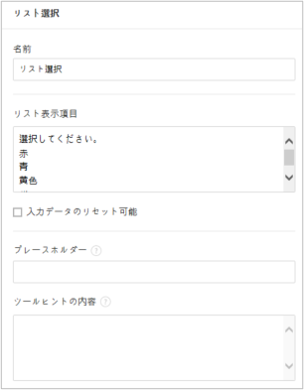 リスト選択
名前
リスト選択
リスト表示項目
選択してください。
赤
青
黄色
入力データのリセット可能
プレースホルダー ?
ツールヒントの内容 ?